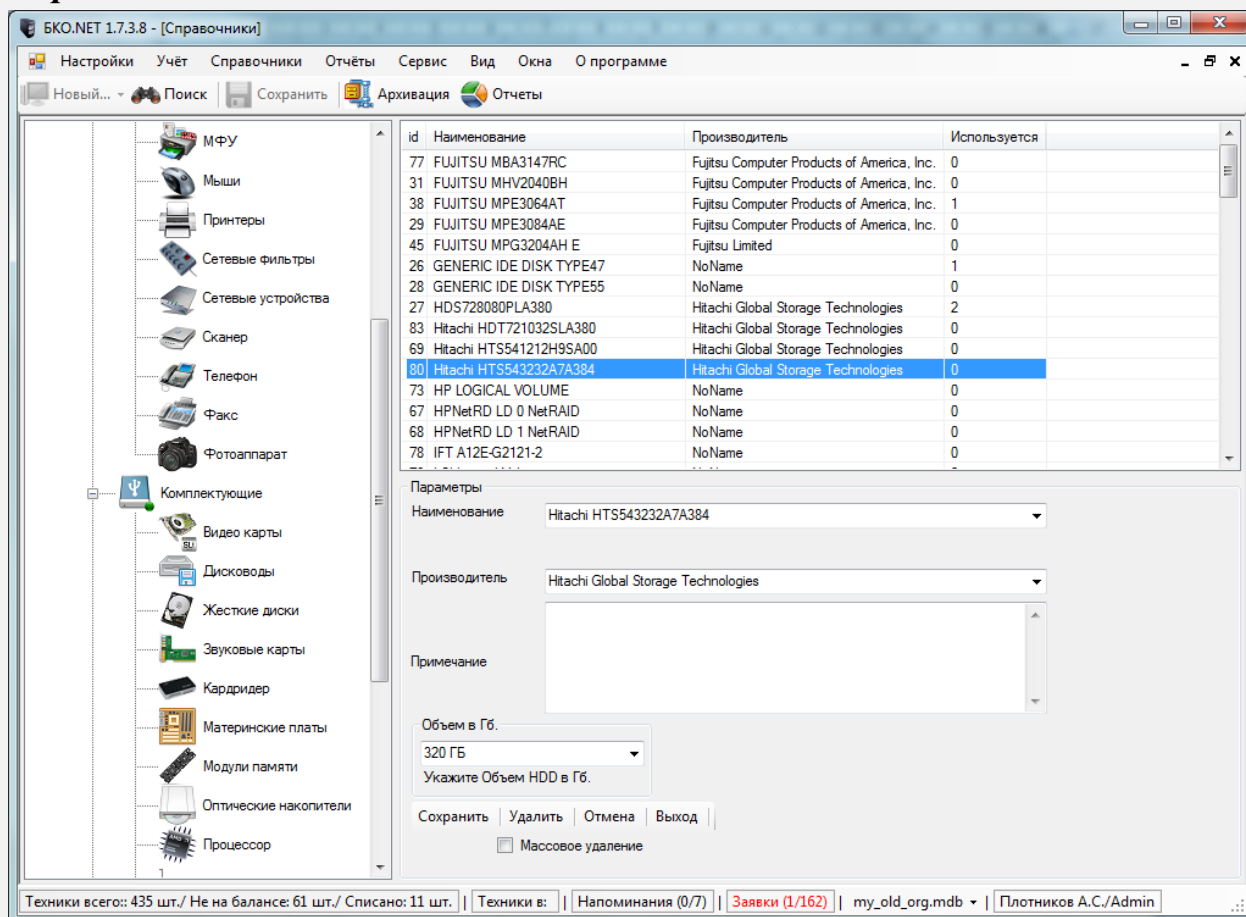 БКО.NET 1.7.3.8 - [Справочники]
Настройки Учёт Справочники Отчёты Сервис Вид Окна О программе
Новый... Поиск Сохранить Архивация Отчеты
МФУ
Мыши
Принтеры
Сетевые фильтры
Сетевые устройства
Сканер
Телефон
Факс
Фотоаппарат
Комплектующие
Видео карты
SLI
Дисководы
Жесткие диски
Звуковые карты
Кардридер
Материнские платы
Модули памяти
Оптические накопители
Процессор
id Наименование Производитель Используется
77 FUJITSU MBA3147RC Fujitsu Computer Products of America, Inc. 0
31 FUJITSU MHV2040BH Fujitsu Computer Products of America, Inc. 0
38 FUJITSU MPE3064AT Fujitsu Computer Products of America, Inc. 1
29 FUJITSU MPE3084AE Fujitsu Computer Products of America, Inc. 0
45 FUJITSU MPG3204AH E Fujitsu Limited 0
26 GENERIC IDE DISK TYPE47 NoName 1
28 GENERIC IDE DISK TYPE55 NoName 0
27 HDS728080PLA380 Hitachi Global Storage Technologies 2
83 Hitachi HDT721032SLA380 Hitachi Global Storage Technologies 0
69 Hitachi HTS541212H9SA00 Hitachi Global Storage Technologies 0
80 Hitachi HTS543232A7A384 Hitachi Global Storage Technologies 0
73 HP LOGICAL VOLUME NoName 0
67 HPNetRD LD 0 NetRAID NoName 0
68 HPNetRD LD 1 NetRAID NoName 0
78 IFT A12E-G2121-2 NoName 0
Параметры
Наименование Hitachi HTS543232A7A384
Производитель Hitachi Global Storage Technologies
Примечание
Объем в Гб.
320 ГБ
Укажите Объем HDD в Гб.
Сохранить Удалить Отмена Выход
Массовое удаление
Техники всего:: 435 шт./ Не на балансе: 61 шт./ Списано: 11 шт. | Техники в: | Напоминания (0/7) | Заявки (1/162) | my_old_org.mdb | Плотников А.С./Admin